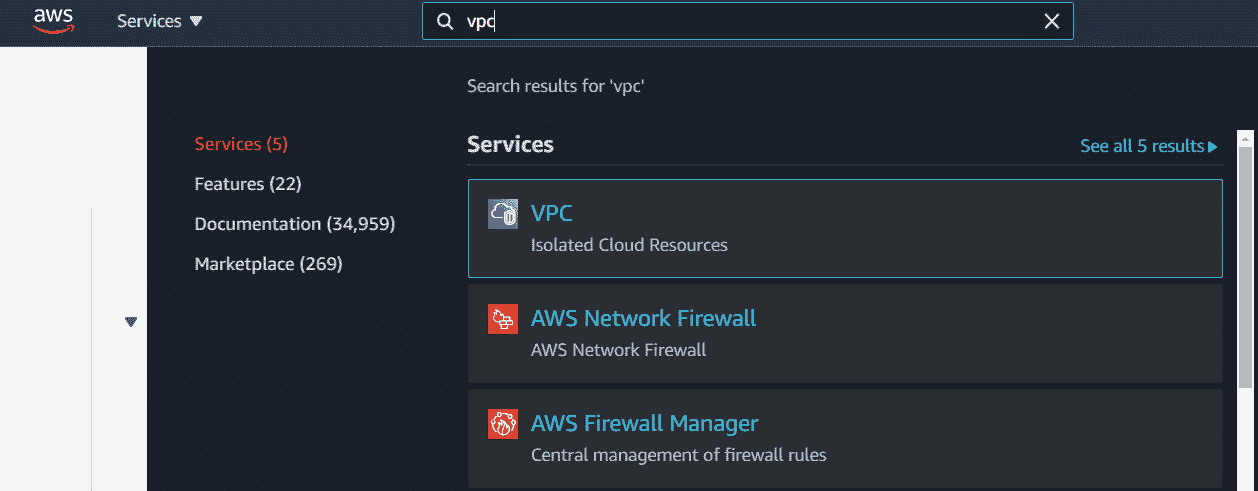 aws Services vpc
Search results for 'vpc'
Services (5)
Features (22)
Documentation (34,959)
Marketplace (269)
Services See all 5 results
VPC
Isolated Cloud Resources
AWS Network Firewall
AWS Network Firewall
AWS Firewall Manager
Central management of firewall rules